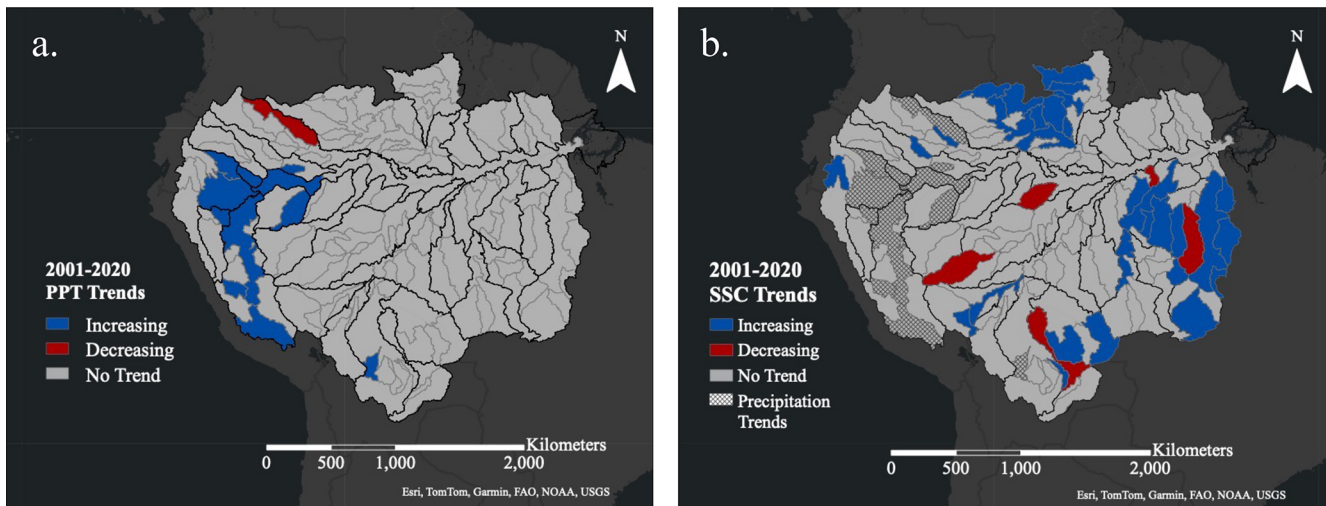 a.
N
2001-2020
PPT Trends
Increasing
Decreasing
No Trend
Kilometers
0 500 1,000 2,000
Esri, TomTom, Garmin, FAO, NOAA, USGS
b.
N
2001-2020
SSC Trends
Increasing
Decreasing
No Trend
Precipitation
Trends
Kilometers
0 500 1,000 2,000
Esri, TomTom, Garmin, FAO, NOAA, USGS